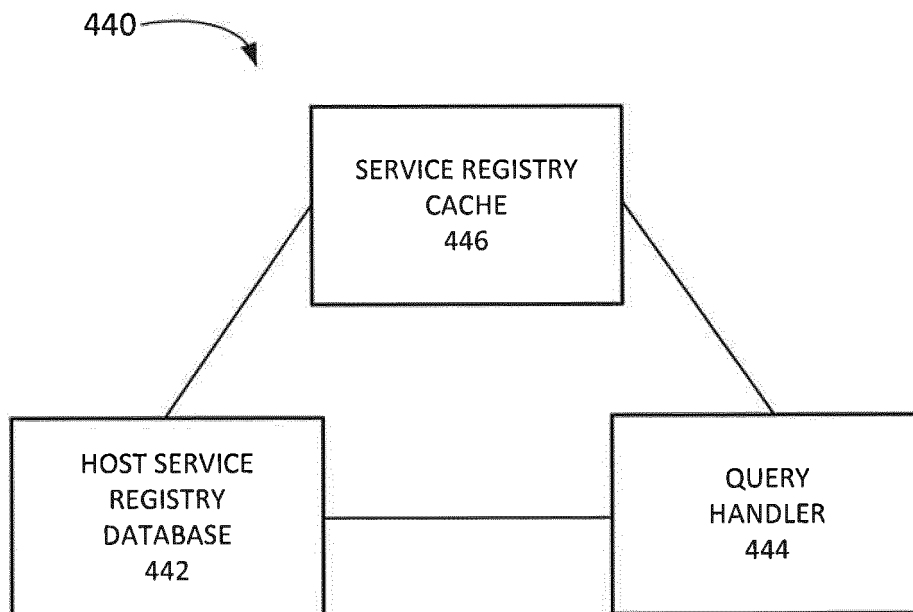 440
SERVICE REGISTRY
CACHE
446
HOST SERVICE
REGISTRY
DATABASE
442
QUERY
HANDLER
444